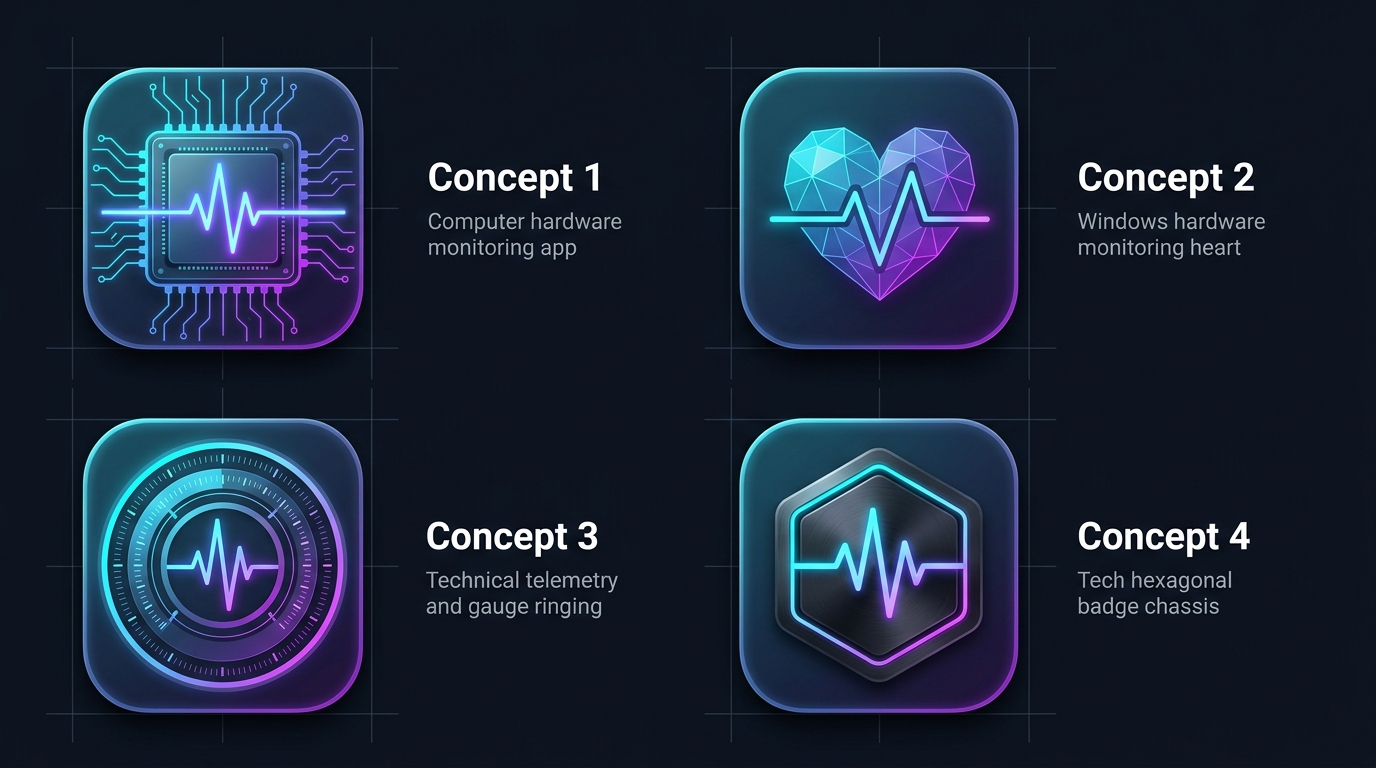 Concept 1
Computer hardware
monitoring app
Concept 2
Windows hardware
monitoring heart
Concept 3
Technical telemetry
and gauge ringing
Concept 4
Tech hexagonal
badge chassis